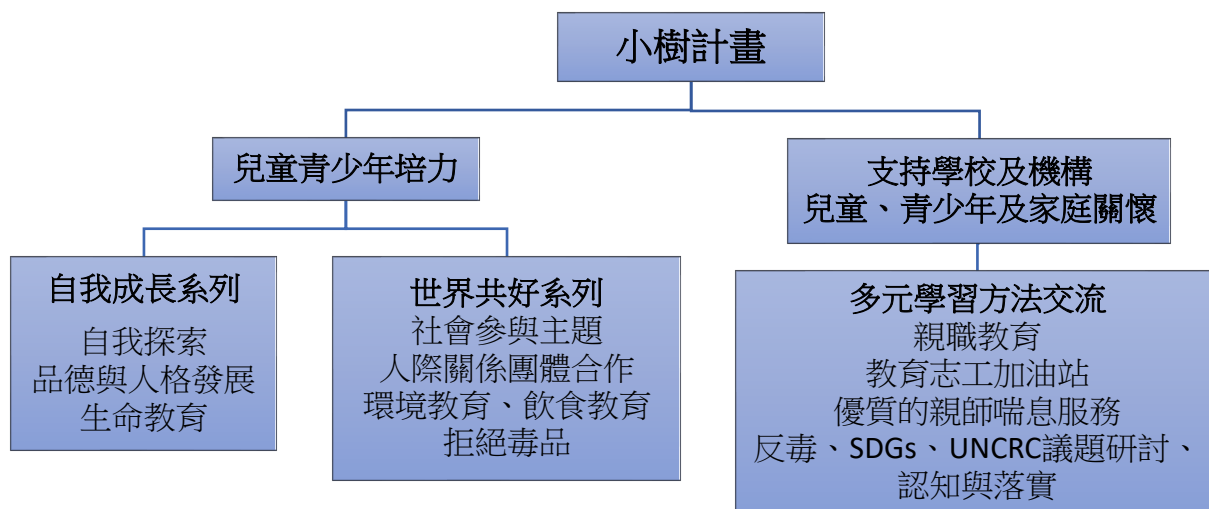 小樹計畫
兒童青少年培力
支持學校及機構
兒童、青少年及家庭關懷
自我成長系列
自我探索
品德與人格發展
生命教育
世界共好系列
社會參與主題
人際關係團體合作
環境教育、飲食教育
拒絕毒品
多元學習方法交流
親職教育
教育志工加油站
優質的親師喘息服務
反毒、SDGs、UNCRC議題研討、
認知與落實